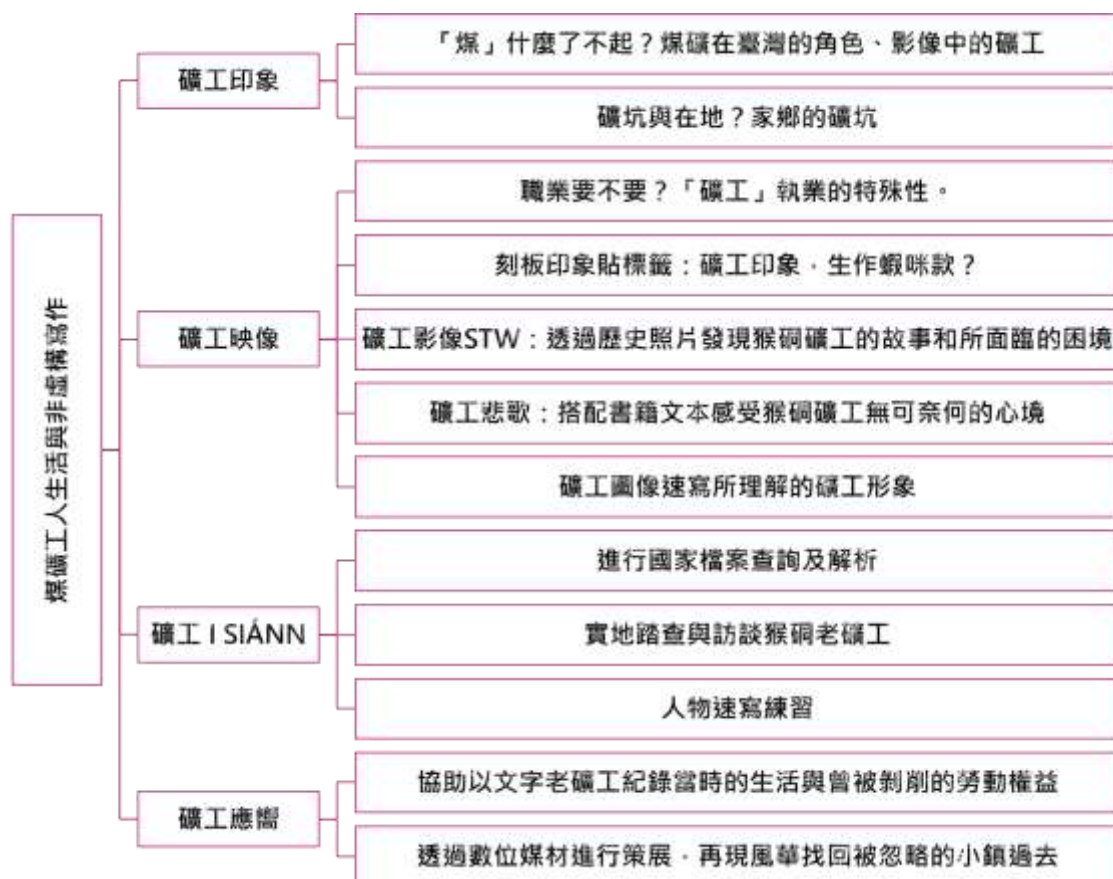 媒礦工人生活與非虛構寫作
礦工印象
「煤」什麼了不起？煤礦在臺灣的角色、影像中的礦工
礦坑與在地？家鄉的礦坑
礦工映像
職業要不要？「礦工」執業的特殊性。
刻板印象貼標籤：礦工印象，生作蝦咪款？
礦工影像STW：透過歷史照片發現猴硐礦工的故事和所面臨的困境
礦工悲歌：搭配書籍文本感受猴硐礦工無可奈何的心境
礦工圖像速寫所理解的礦工形象
礦工 I SIÁNN
進行國家檔案查詢及解析
實地踏查與訪談猴硐老礦工
人物速寫練習
礦工應嚮
協助以文字老礦工紀錄當時的生活與曾被剝削的勞動權益
透過數位媒材進行策展，再現風華找回被忽略的小鎮過去